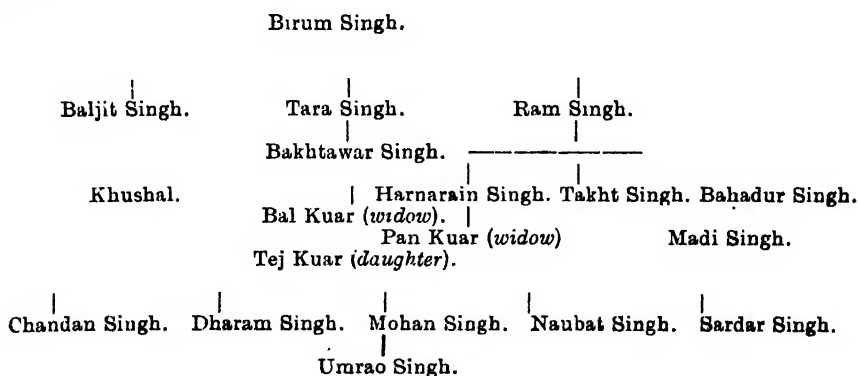 Birum Singh.
Baljit Singh. Tara Singh. Ram Singh.
Bakhtawar Singh.
Khushal. Harnarain Singh. Takht Singh. Bahadur Singh.
Bal Kuar (widow).
Pan Kuar (widow) Madi Singh.
Tej Kuar (daughter).
Chandan Singh. Dharam Singh. Mohan Singh. Naubat Singh. Sardar Singh.
Umrao Singh.